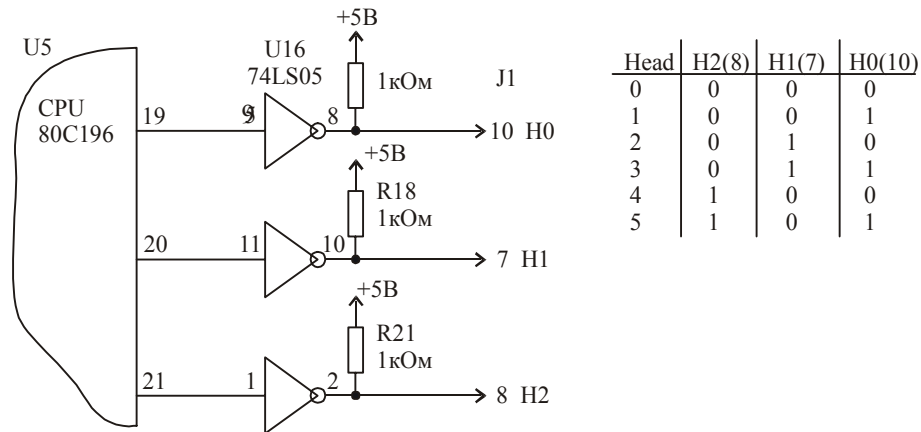 U5
CPU
80C196
19
20
21
U16
74LS05
8
+5В
1кОм
J1
10 H0
11
10
+5В
R18
1кОм
7 H1
1
2
+5В
R21
1кОм
8 H2
Head H2(8) H1(7) H0(10)
0 0 0 0
1 0 0 1
2 0 1 0
3 0 1 1
4 1 0 0
5 1 0 1